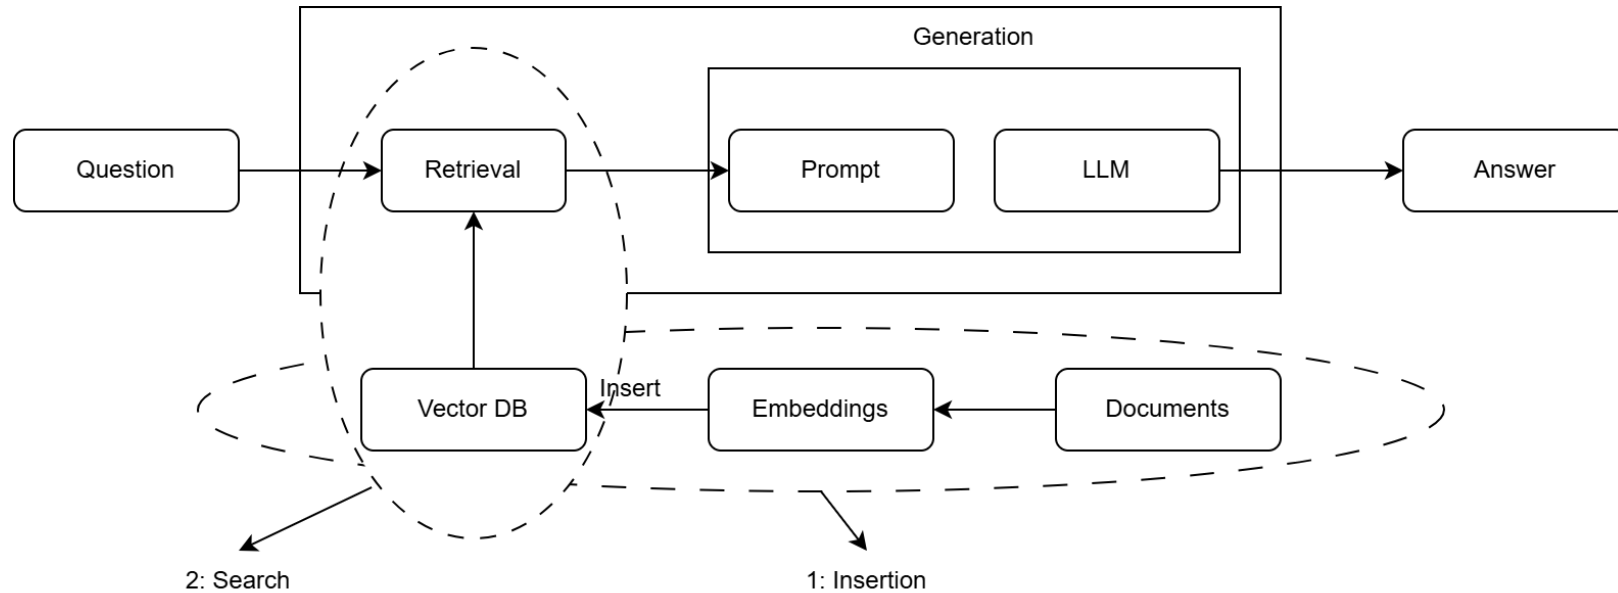 Generation
Question
Retrieval
Prompt
LLM
Answer
Vector DB
Insert
Embeddings
Documents
2: Search
1: Insertion